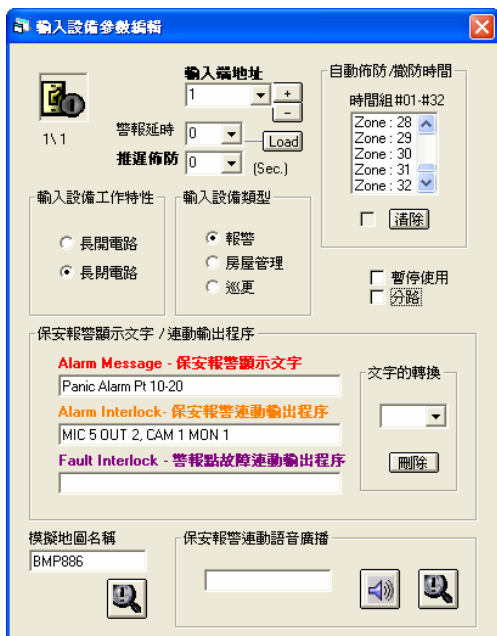 輸入設備參數編輯
輸入端地址
1
+
-
1\ 1
警報延時
0
Load
推遲佈防
0
(Sec.)
自動佈防/撤防時間
時間組#01-#32
Zone : 28
Zone : 29
Zone : 30
Zone : 31
Zone : 32
清除
輸入設備工作特性
長開電路
長閉電路
輸入設備類型
報警
房屋管理
巡更
暫停使用
分路
保安報警顯示文字 / 連動輸出程序
Alarm Message - 保安報警顯示文字
Panic Alarm Pt 10-20
Alarm Interlock- 保安報警連動輸出程序
MIC 5 OUT 2, CAM 1 MON 1
Fault Interlock - 警報點故障連動輸出程序
文字的轉換
刪除
模擬地圖名稱
BMP886
保安報警連動語音廣播